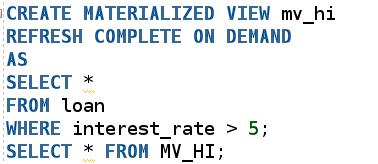 CREATE MATERIALIZED VIEW mv_hi
REFRESH COMPLETE ON DEMAND
AS
SELECT *
FROM loan
WHERE interest_rate > 5;
SELECT * FROM MV_HI;